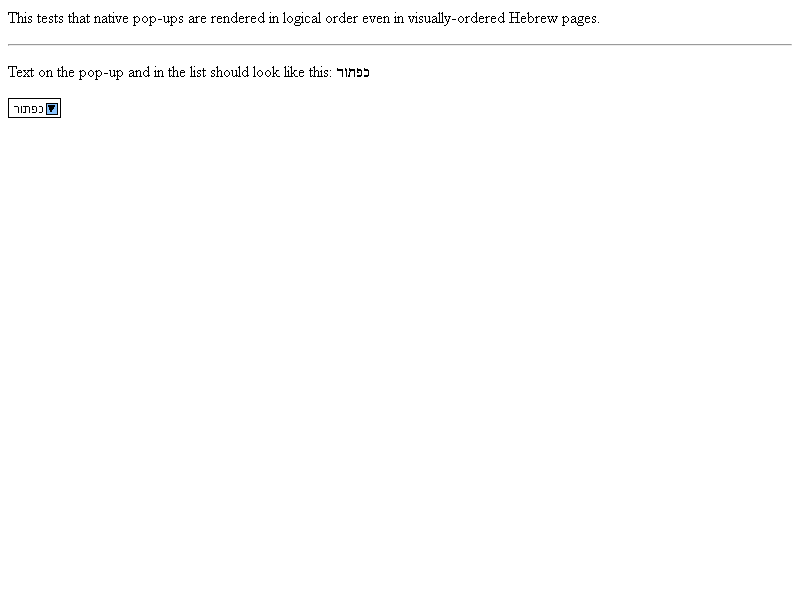 This tests that native pop-ups are rendered in logical order even in visually-ordered Hebrew pages.
Text on the pop-up and in the list should look like this: כפתור
כפתור